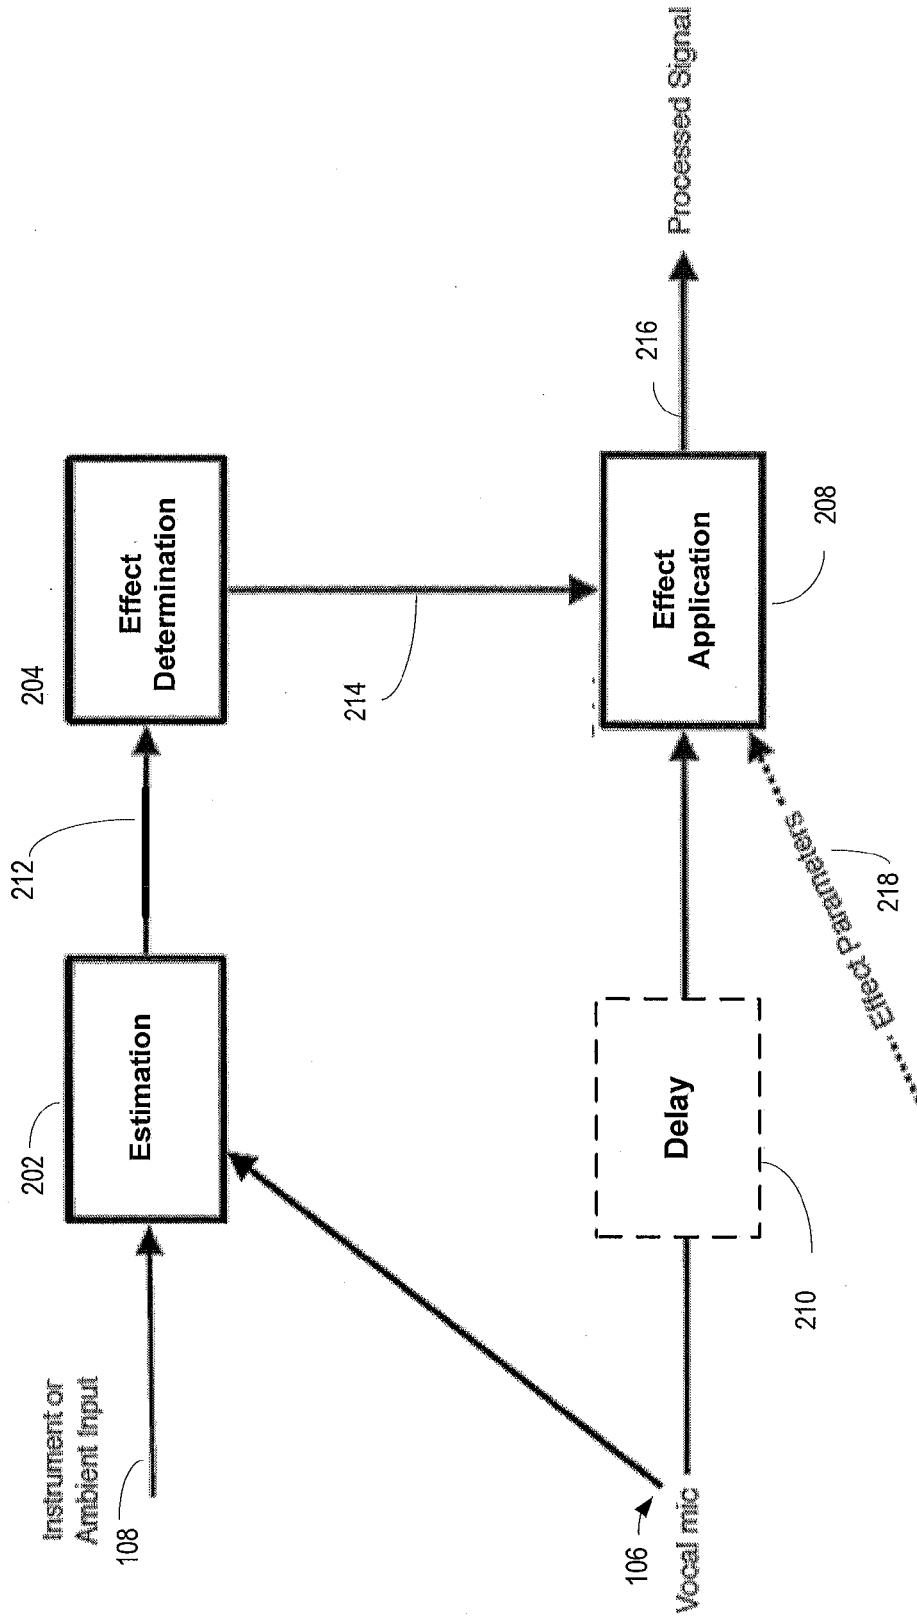 Instrument or
Ambient Input
108
202
Estimation
212
204
Effect
Determination
214
106
Vocal mic
Delay
210
Effect Parameters
218
Effect
Application
208
216
Processed Signal